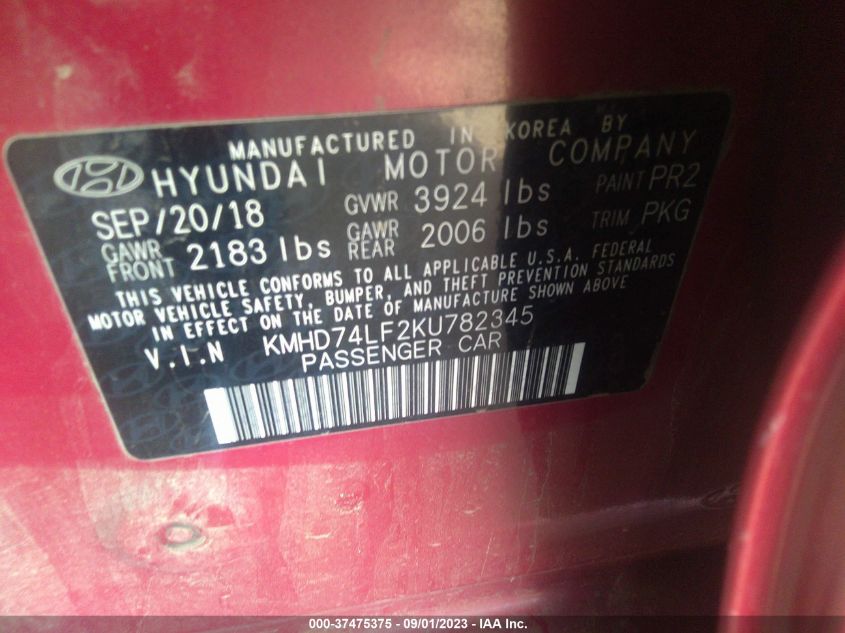 MANUFACTURED IN KOREA BY
HYUNDAI MOTOR COMPANY
SEP/20/18 GVWR 3924 lbs PAINT PR2
GAWR FRONT 2183 lbs GAWR REAR 2006 lbs TRIM PKG
THIS VEHICLE CONFORMS TO ALL APPLICABLE U.S.A. FEDERAL
MOTOR VEHICLE SAFETY, BUMPER, AND THEFT PREVENTION STANDARDS
IN EFFECT ON THE DATE OF MANUFACTURE SHOWN ABOVE
V.I.N KMHD74LF2KU782345
PASSENGER CAR
000-37475375 - 09/01/2023 - IAA Inc.